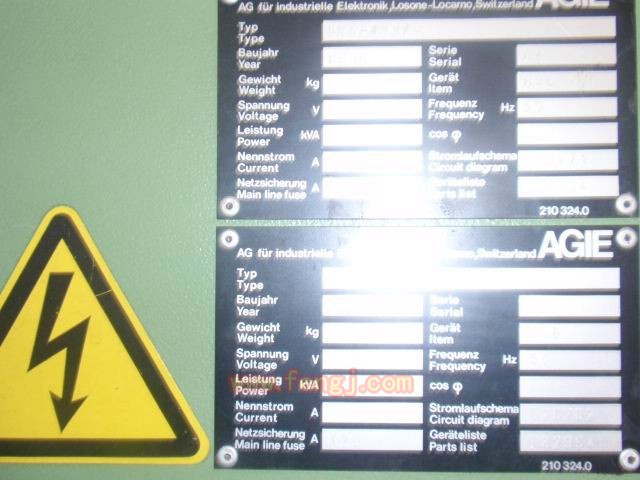 AG für industrielle Elektronik, Losone-Locarno, Switzerland AGIE
Typ
Type
Baujahr Serie
Year Serial
Gewicht kg Gerät
Weight Item
Spannung V Frequenz Hz
Voltage Frequency
Leistung kVA cos φ
Power
Nennstrom A Stromlaufschema
Current Circuit diagram
Netzsicherung A Geräteliste
Main line fuse Parts list
210 324.0
AG für industrielle Locarno, Switzerland AGIE
Typ
Type
Baujahr Serie
Year Serial
Gewicht kg Gerät
Weight Item
Spannung V Frequenz Hz
Voltage Frequency
www.fengj.com
Leistung kVA cos φ
Power
Nennstrom A Stromlaufschema
Current Circuit diagram
Netzsicherung A Geräteliste
Main line fuse Parts list
210 324.0